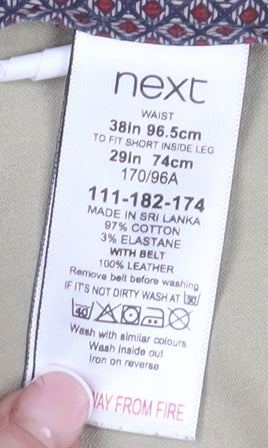 next
WAIST
38in 96.5cm
TO FIT SHORT INSIDE LEG
29in 74cm
170/96A
111-182-174
MADE IN SRI LANKA
97% COTTON
3% ELASTANE
WITH BELT
100% LEATHER
Remove belt before washing
IF IT'S NOT DIRTY WASH AT 30
40
Wash with similar colours
Wash inside out
Iron on reverse
AWAY FROM FIRE